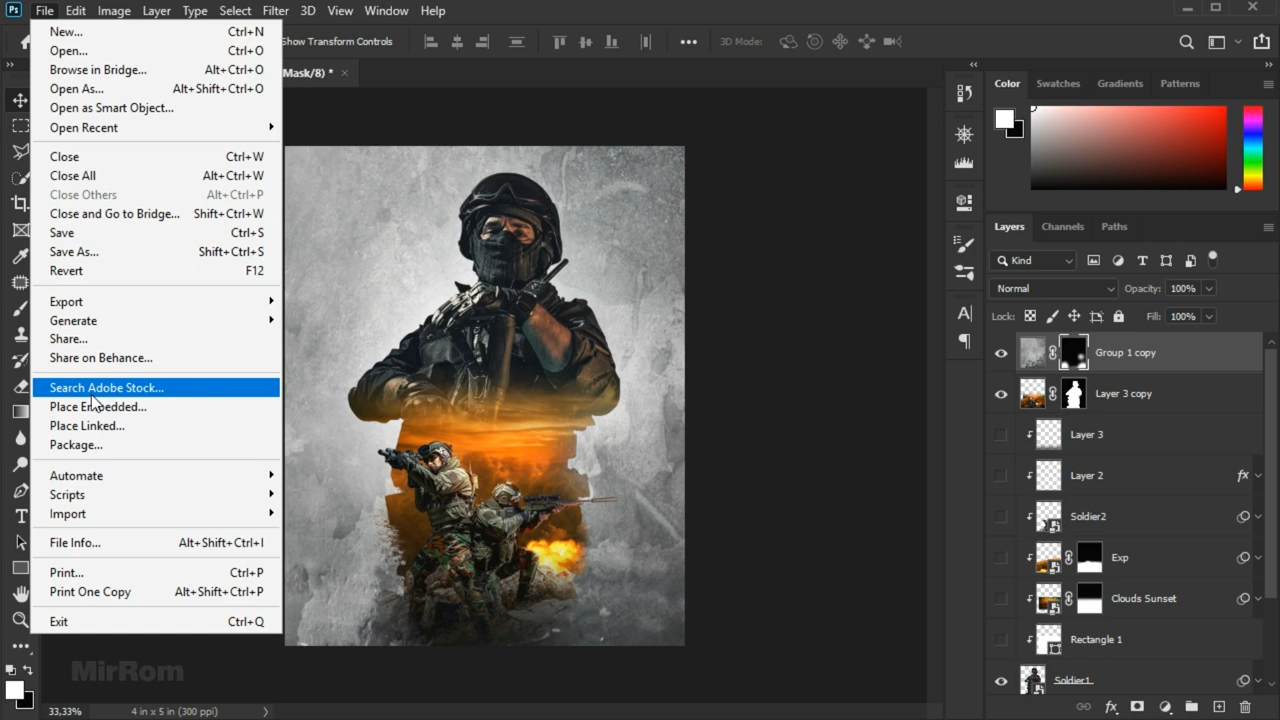 Ps File Edit Image Layer Type Select Filter 3D View Window Help
Show Transform Controls 3D Mode:
Mask/8) * ×
New... Ctrl+N
Open... Ctrl+O
Browse in Bridge... Alt+Ctrl+O
Open As... Alt+Shift+Ctrl+O
Open as Smart Object...
Open Recent
Close Ctrl+W
Close All Alt+Ctrl+W
Close Others Alt+Ctrl+P
Close and Go to Bridge... Shift+Ctrl+W
Save Ctrl+S
Save As... Shift+Ctrl+S
Revert F12
Export
Generate
Share...
Share on Behance...
Search Adobe Stock...
Place Embedded...
Place Linked...
Package...
Automate
Scripts
Import
File Info... Alt+Shift+Ctrl+I
Print... Ctrl+P
Print One Copy Alt+Shift+Ctrl+P
Exit Ctrl+Q
MirRom
33,33% 4 in x 5 in (300 ppi)
Color Swatches Gradients Patterns
Layers Channels Paths
Kind
Normal Opacity: 100%
Lock: Fill: 100%
Group 1 copy
Layer 3 copy
Layer 3
Layer 2 fx
Soldier2
Exp
Clouds Sunset
Rectangle 1
Soldier1
fx